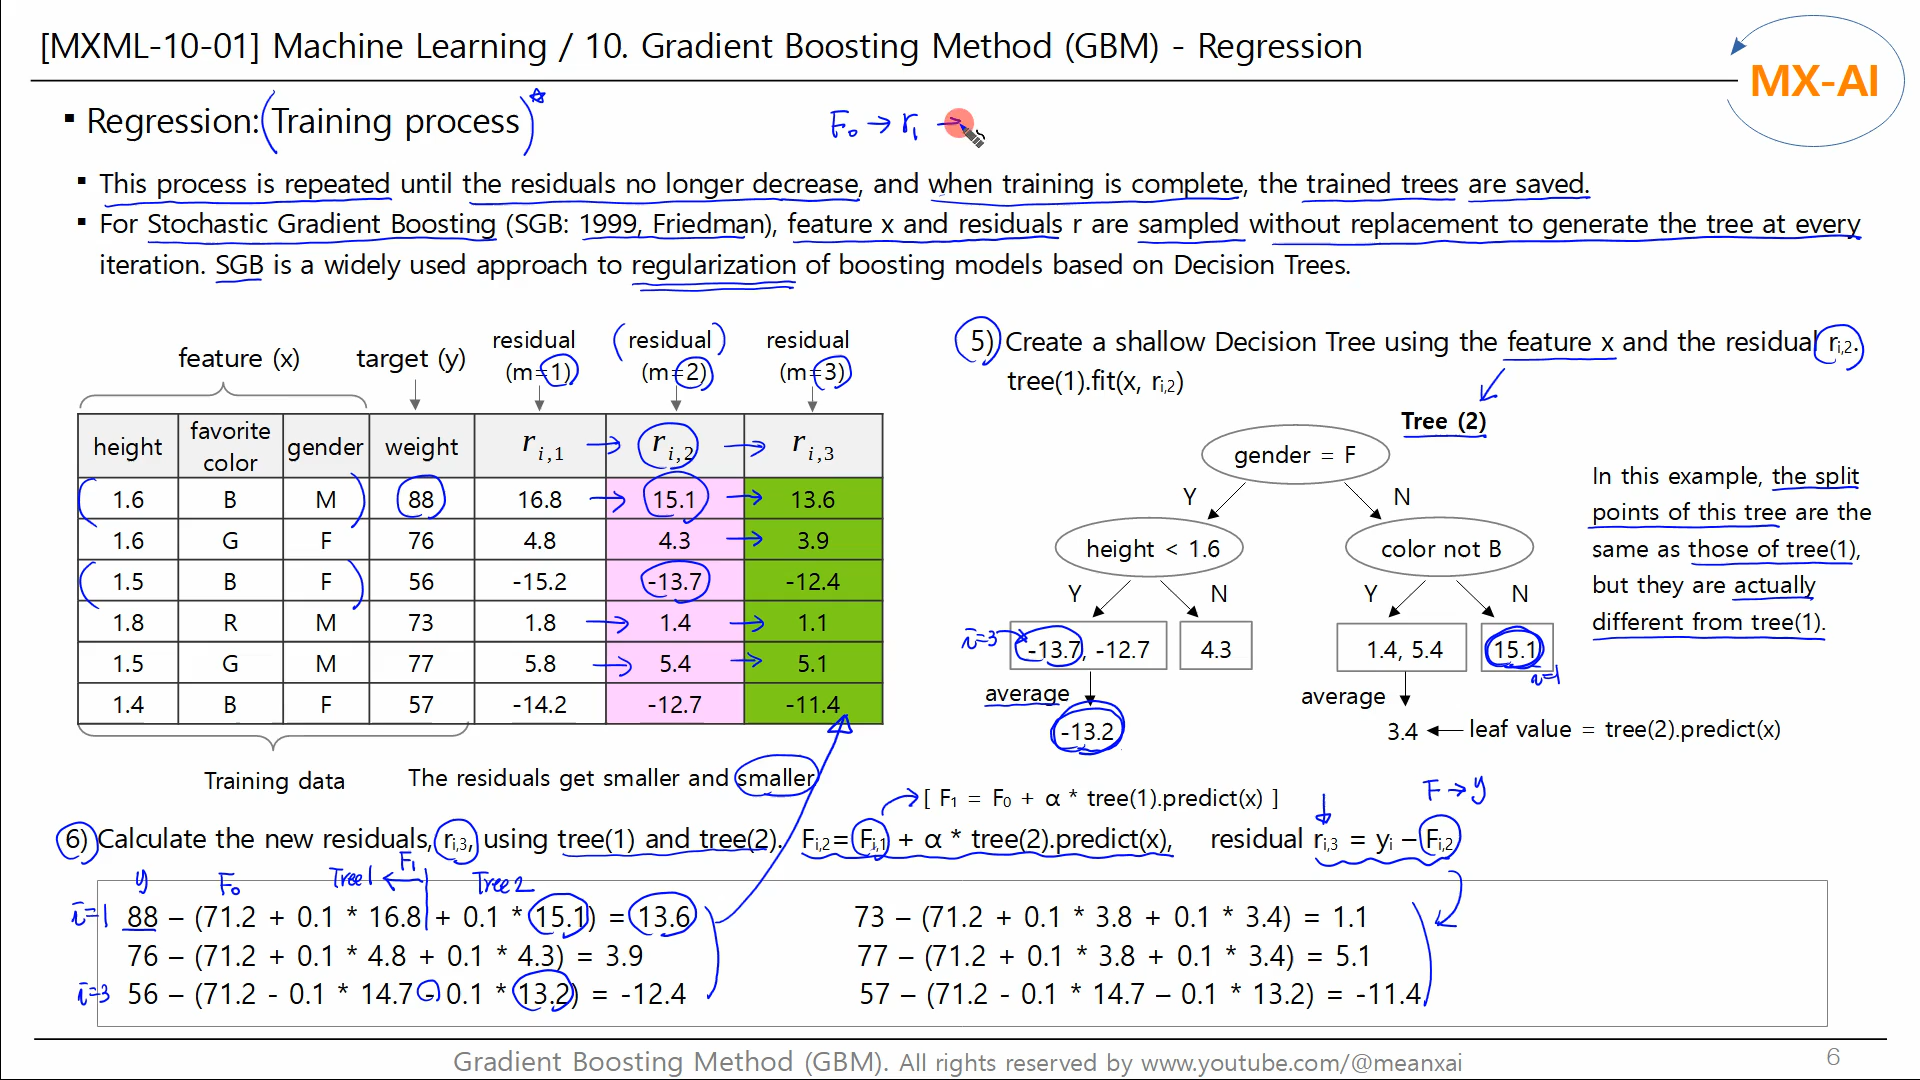 [MXML-10-01] Machine Learning / 10. Gradient Boosting Method (GBM) - Regression
MX-AI
▪ Regression: (Training process)
F₀ → r₁ →
▪ This process is repeated until the residuals no longer decrease, and when training is complete, the trained trees are saved.
▪ For Stochastic Gradient Boosting (SGB: 1999, Friedman), feature x and residuals r are sampled without replacement to generate the tree at every
iteration. SGB is a widely used approach to regularization of boosting models based on Decision Trees.
feature (x) target (y) residual (m=1) (residual) (m=2) residual (m=3)
height favorite color gender weight r i,1 → r i,2 → r i,3
1.6 B M 88 16.8 → 15.1 → 13.6
1.6 G F 76 4.8 4.3 → 3.9
1.5 B F 56 -15.2 -13.7 -12.4
1.8 R M 73 1.8 → 1.4 → 1.1
1.5 G M 77 5.8 → 5.4 → 5.1
1.4 B F 57 -14.2 -12.7 -11.4
Training data
The residuals get smaller and smaller
5) Create a shallow Decision Tree using the feature x and the residual rᵢ,₂.
tree(1).fit(x, rᵢ,₂)
Tree (2)
gender = F
Y N
height < 1.6 color not B
Y N Y N
i=3 -13.7, -12.7 4.3 1.4, 5.4 15.1
i=1
average average
-13.2 3.4 ← leaf value = tree(2).predict(x)
In this example, the split
points of this tree are the
same as those of tree(1),
but they are actually
different from tree(1).
[ F₁ = F₀ + α * tree(1).predict(x) ]
F → y
6) Calculate the new residuals, rᵢ,₃, using tree(1) and tree(2). Fᵢ,₂= Fᵢ,₁ + α * tree(2).predict(x), residual rᵢ,₃ = yᵢ – Fᵢ,₂
y F₀ Tree1 ← F₁ Tree2
i=1 88 – (71.2 + 0.1 * 16.8 + 0.1 * 15.1) = 13.6
76 – (71.2 + 0.1 * 4.8 + 0.1 * 4.3) = 3.9
i=3 56 – (71.2 - 0.1 * 14.7 - 0.1 * 13.2) = -12.4
73 – (71.2 + 0.1 * 3.8 + 0.1 * 3.4) = 1.1
77 – (71.2 + 0.1 * 3.8 + 0.1 * 3.4) = 5.1
57 – (71.2 - 0.1 * 14.7 – 0.1 * 13.2) = -11.4
Gradient Boosting Method (GBM). All rights reserved by www.youtube.com/@meanxai
6